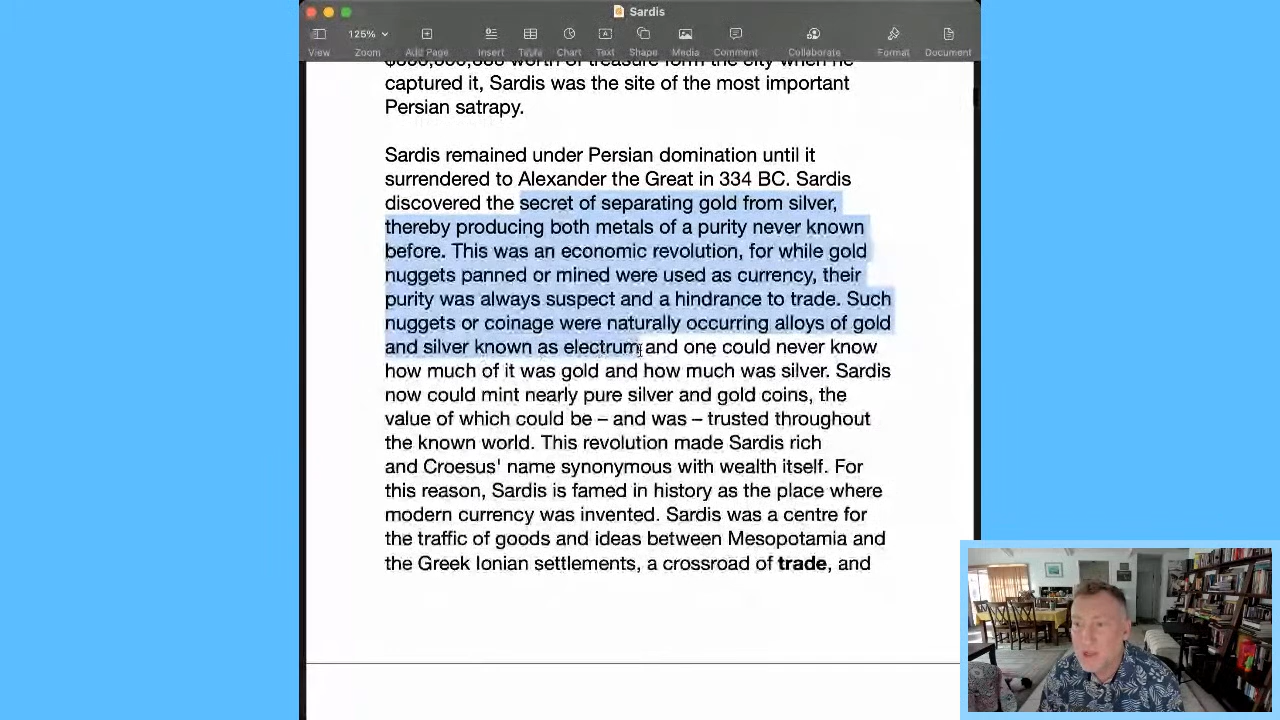 Sardis
125%
View
Zoom
Add Page
Insert
Table
Chart
Text
Shape
Media
Comment
Collaborate
Format
Document
worth of treasure form the city when he
captured it, Sardis was the site of the most important
Persian satrapy.
Sardis remained under Persian domination until it
surrendered to Alexander the Great in 334 BC. Sardis
discovered the secret of separating gold from silver,
thereby producing both metals of a purity never known
before. This was an economic revolution, for while gold
nuggets panned or mined were used as currency, their
purity was always suspect and a hindrance to trade. Such
nuggets or coinage were naturally occurring alloys of gold
and silver known as electrum and one could never know
how much of it was gold and how much was silver. Sardis
now could mint nearly pure silver and gold coins, the
value of which could be – and was – trusted throughout
the known world. This revolution made Sardis rich
and Croesus' name synonymous with wealth itself. For
this reason, Sardis is famed in history as the place where
modern currency was invented. Sardis was a centre for
the traffic of goods and ideas between Mesopotamia and
the Greek Ionian settlements, a crossroad of trade, and